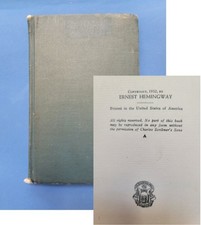 COPYRIGHT, 1952, BY
ERNEST HEMINGWAY
Printed in the United States of America
All rights reserved. No part of this book
may be reproduced in any form without
the permission of Charles Scribner's Sons